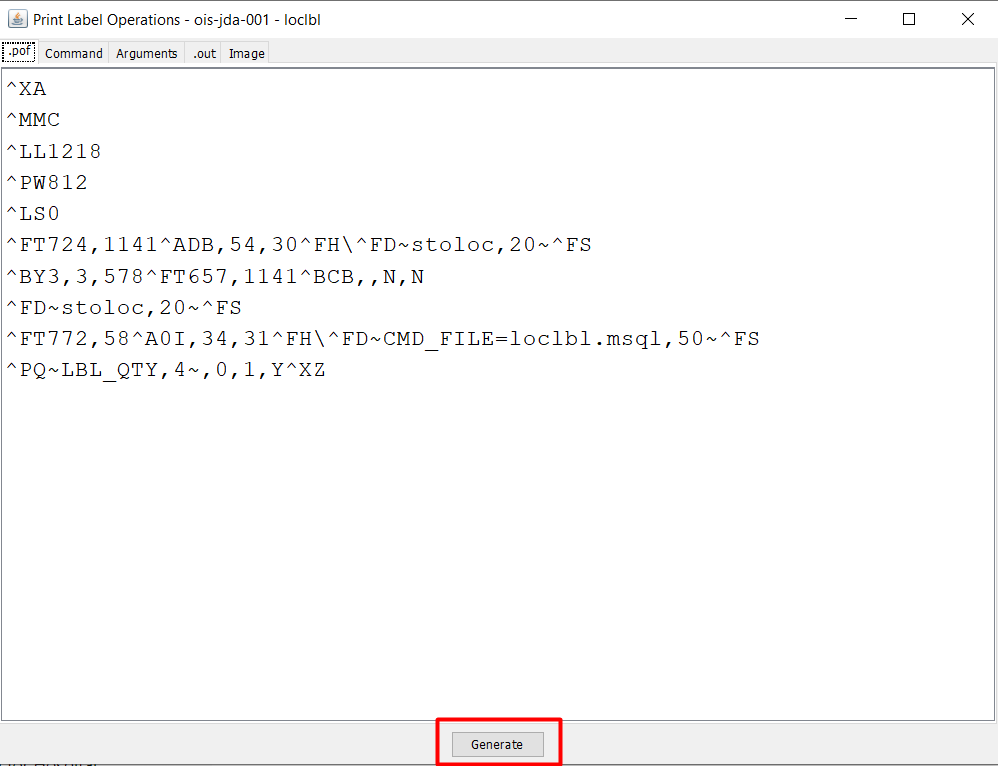 Print Label Operations - ois-jda-001 - loclbl
.pof Command Arguments .out Image
^XA
^MMC
^LL1218
^PW812
^LS0
^FT724,1141^ADB,54,30^FH\^FD~stoloc,20~^FS
^BY3,3,578^FT657,1141^BCB,,N,N
^FD~stoloc,20~^FS
^FT772,58^A0I,34,31^FH\^FD~CMD_FILE=loclbl.msql,50~^FS
^PQ~LBL_QTY,4~,0,1,Y^XZ
Generate